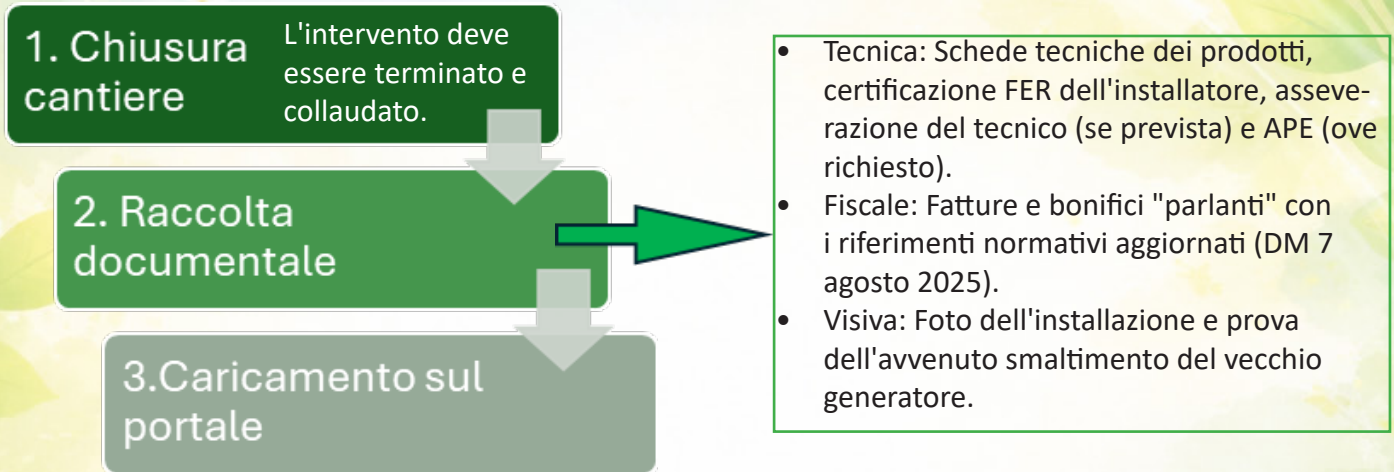 1. Chiusura
cantiere
L'intervento deve
essere terminato e
collaudato.
2. Raccolta
documentale
3.Caricamento sul
portale
• Tecnica: Schede tecniche dei prodotti,
certificazione FER dell'installatore, asseve-
razione del tecnico (se prevista) e APE (ove
richiesto).
• Fiscale: Fatture e bonifici "parlanti" con
i riferimenti normativi aggiornati (DM 7
agosto 2025).
• Visiva: Foto dell'installazione e prova
dell'avvenuto smaltimento del vecchio
generatore.